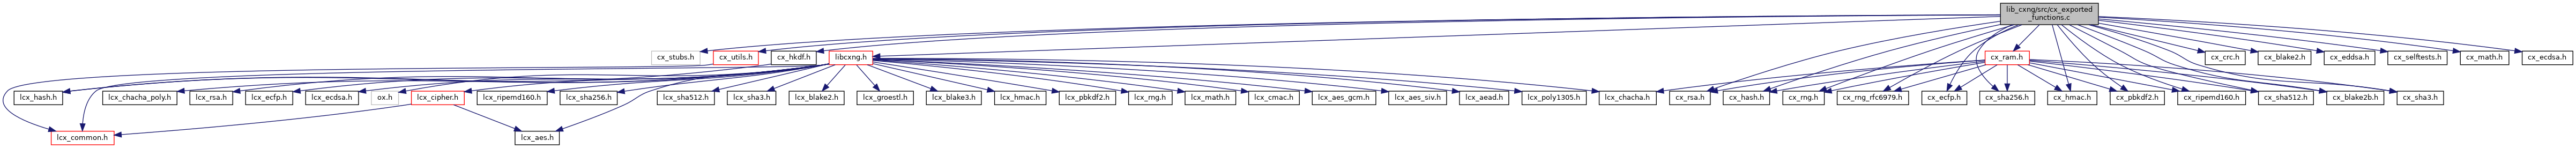 lib_cxng/src/cx_exported
_functions.c
cx_stubs.h
cx_utils.h
cx_hkdf.h
libcxng.h
cx_ram.h
cx_crc.h
cx_blake2.h
cx_eddsa.h
cx_selftests.h
cx_math.h
cx_ecdsa.h
lcx_hash.h
lcx_chacha_poly.h
lcx_rsa.h
lcx_ecfp.h
lcx_ecdsa.h
ox.h
lcx_cipher.h
lcx_ripemd160.h
lcx_sha256.h
lcx_sha512.h
lcx_sha3.h
lcx_blake2.h
lcx_groestl.h
lcx_blake3.h
lcx_hmac.h
lcx_pbkdf2.h
lcx_rng.h
lcx_math.h
lcx_cmac.h
lcx_aes_gcm.h
lcx_aes_siv.h
lcx_aead.h
lcx_poly1305.h
lcx_chacha.h
cx_rsa.h
cx_hash.h
cx_rng.h
cx_rng_rfc6979.h
cx_ecfp.h
cx_sha256.h
cx_hmac.h
cx_pbkdf2.h
cx_ripemd160.h
cx_sha512.h
cx_blake2b.h
cx_sha3.h
lcx_common.h
lcx_aes.h